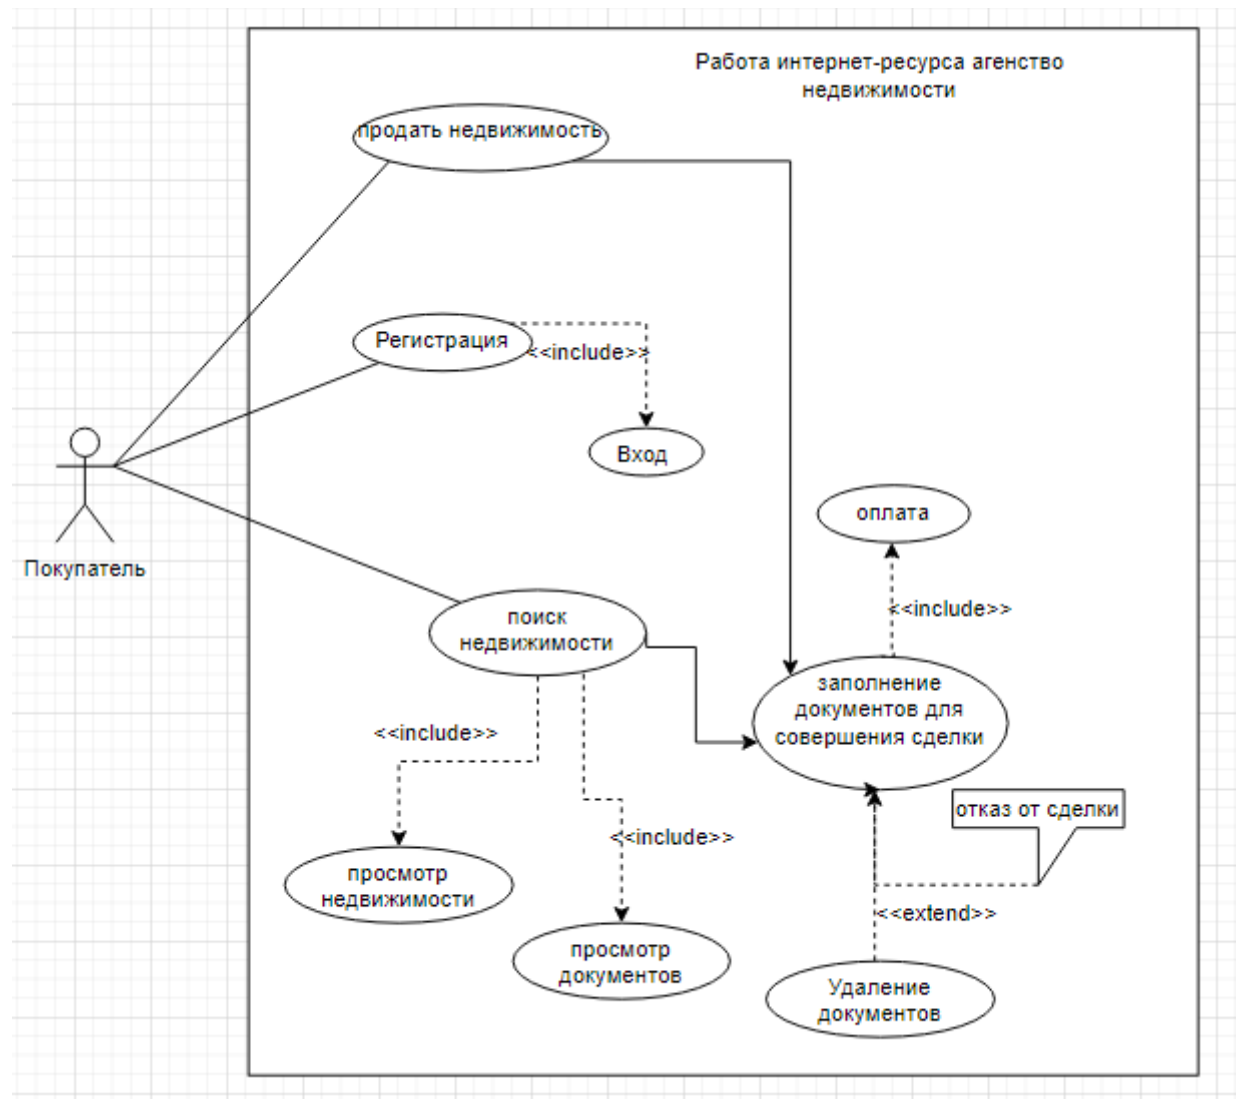 Работа интернет-ресурса агенство
недвижимости
продать недвижимость
Регистрация
<<include>>
Вход
оплата
Покупатель
<<include>>
поиск
недвижимости
заполнение
документов для
совершения сделки
<<include>>
отказ от сделки
<<include>>
просмотр
недвижимости
<<extend>>
просмотр
документов
Удаление
документов